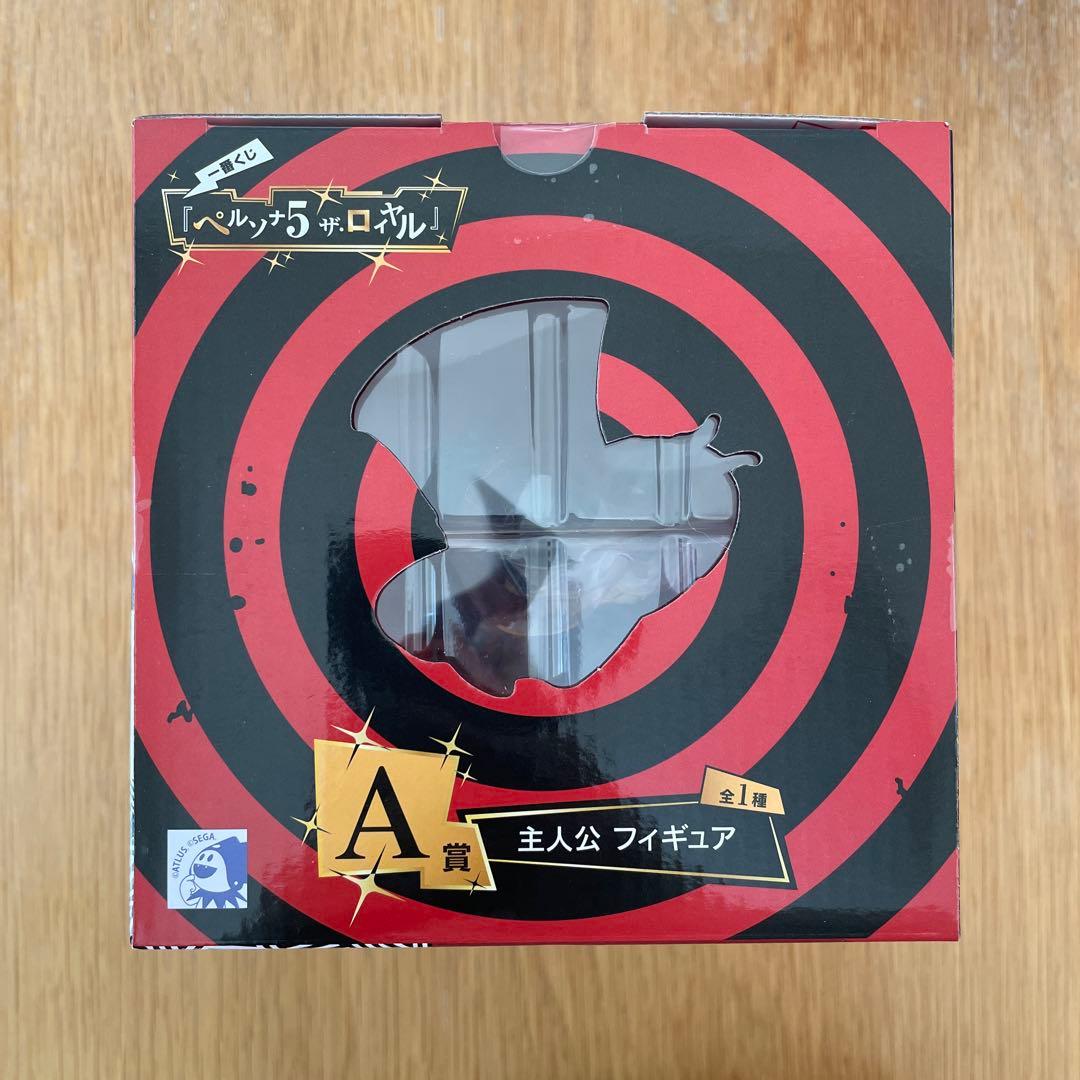 一番くじ
『ペルソナ5 ザ・ロイヤル』
A賞
全1種
主人公 フィギュア
©ATLUS ©SEGA